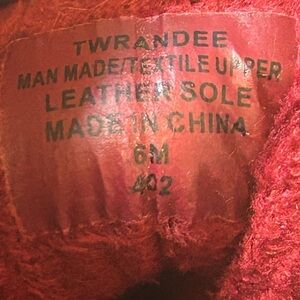 TWRANDEE
MAN MADE/TEXTILE UPPER
LEATHER SOLE
MADE IN CHINA
6M
402